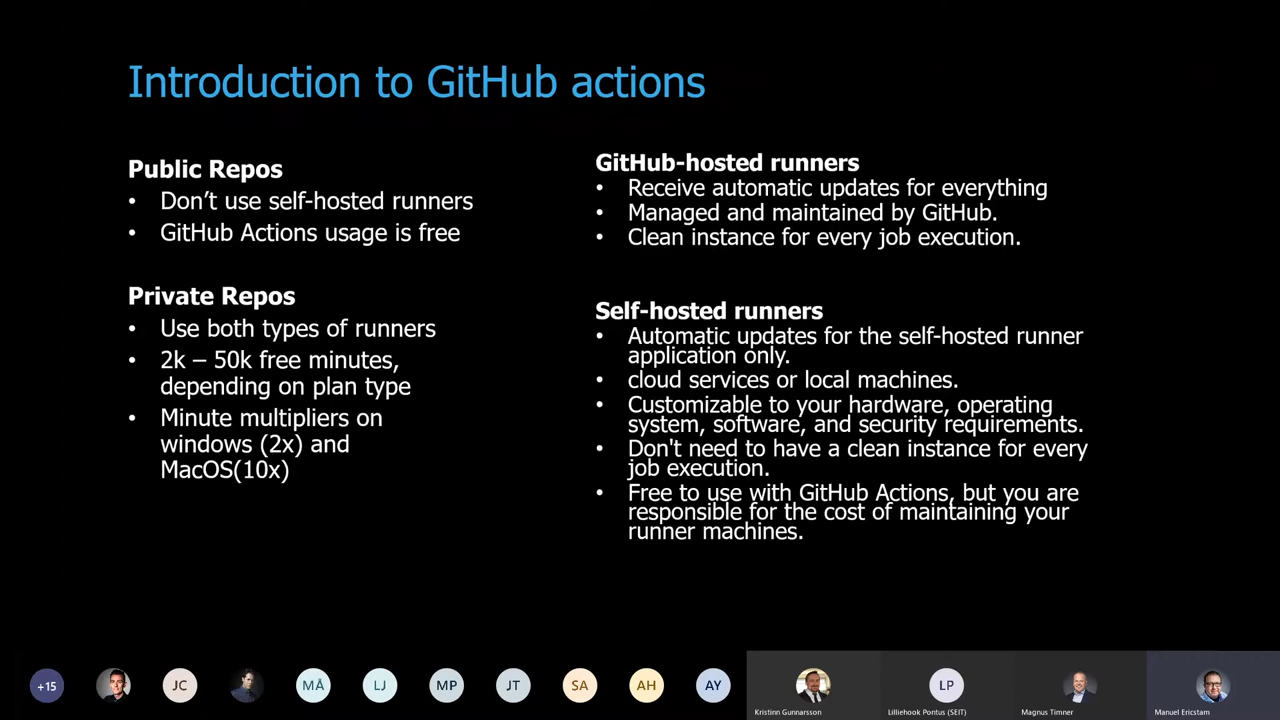 Introduction to GitHub actions
Public Repos
• Don’t use self-hosted runners
• GitHub Actions usage is free
Private Repos
• Use both types of runners
• 2k – 50k free minutes,
depending on plan type
• Minute multipliers on
windows (2x) and
MacOS(10x)
GitHub-hosted runners
• Receive automatic updates for everything
• Managed and maintained by GitHub.
• Clean instance for every job execution.
Self-hosted runners
• Automatic updates for the self-hosted runner
application only.
• cloud services or local machines.
• Customizable to your hardware, operating
system, software, and security requirements.
• Don't need to have a clean instance for every
job execution.
• Free to use with GitHub Actions, but you are
responsible for the cost of maintaining your
runner machines.
+15
JC
MÅ
LJ
MP
JT
SA
AH
AY
LP
Kristinn Gunnarsson
Lilliehook Pontus (SEIT)
Magnus Timner
Manuel Ericstam